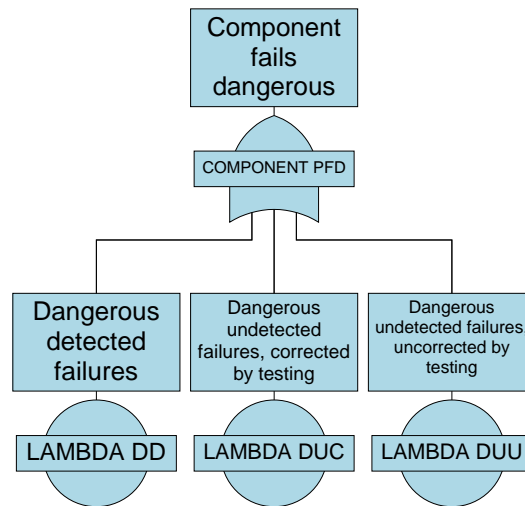 Component
fails
dangerous
COMPONENT PFD
Dangerous
detected
failures
Dangerous
undetected
failures, corrected
by testing
Dangerous
undetected failures,
uncorrected by
testing
LAMBDA DD
LAMBDA DUC
LAMBDA DUU